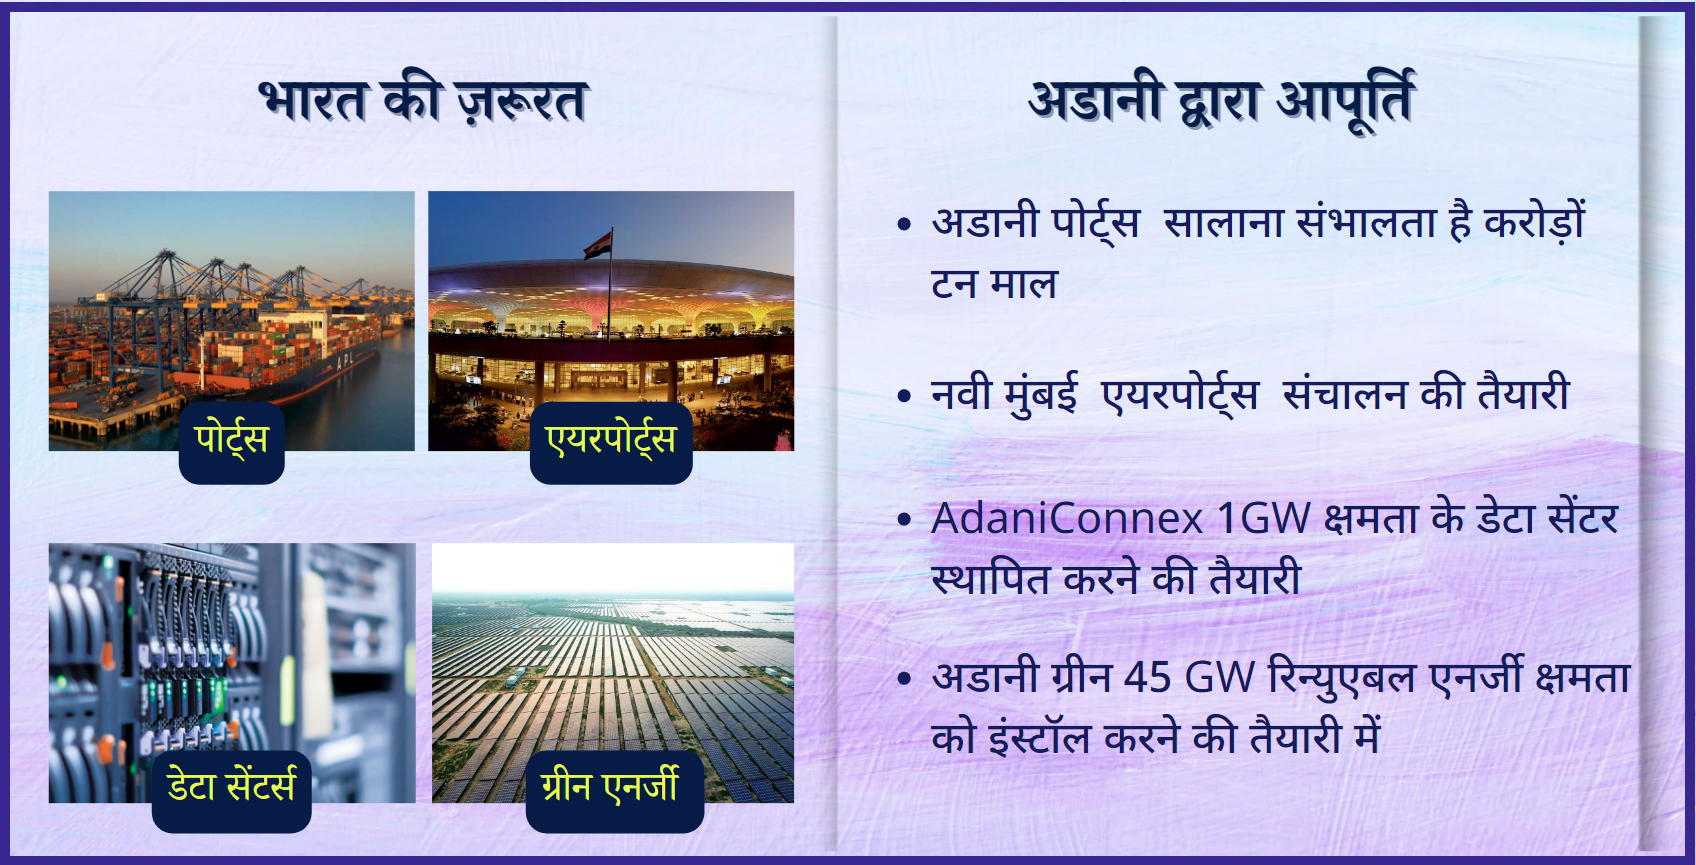 भारत की ज़रूरत
पोर्ट्स
एयरपोर्ट्स
डेटा सेंटर्स
ग्रीन एनर्जी
अडानी द्वारा आपूर्ति
• अडानी पोर्ट्स सालाना संभालता है करोड़ों
टन माल
• नवी मुंबई एयरपोर्ट्स संचालन की तैयारी
• AdaniConnex 1GW क्षमता के डेटा सेंटर
स्थापित करने की तैयारी
• अडानी ग्रीन 45 GW रिन्युएबल एनर्जी क्षमता
को इंस्टॉल करने की तैयारी में
APL